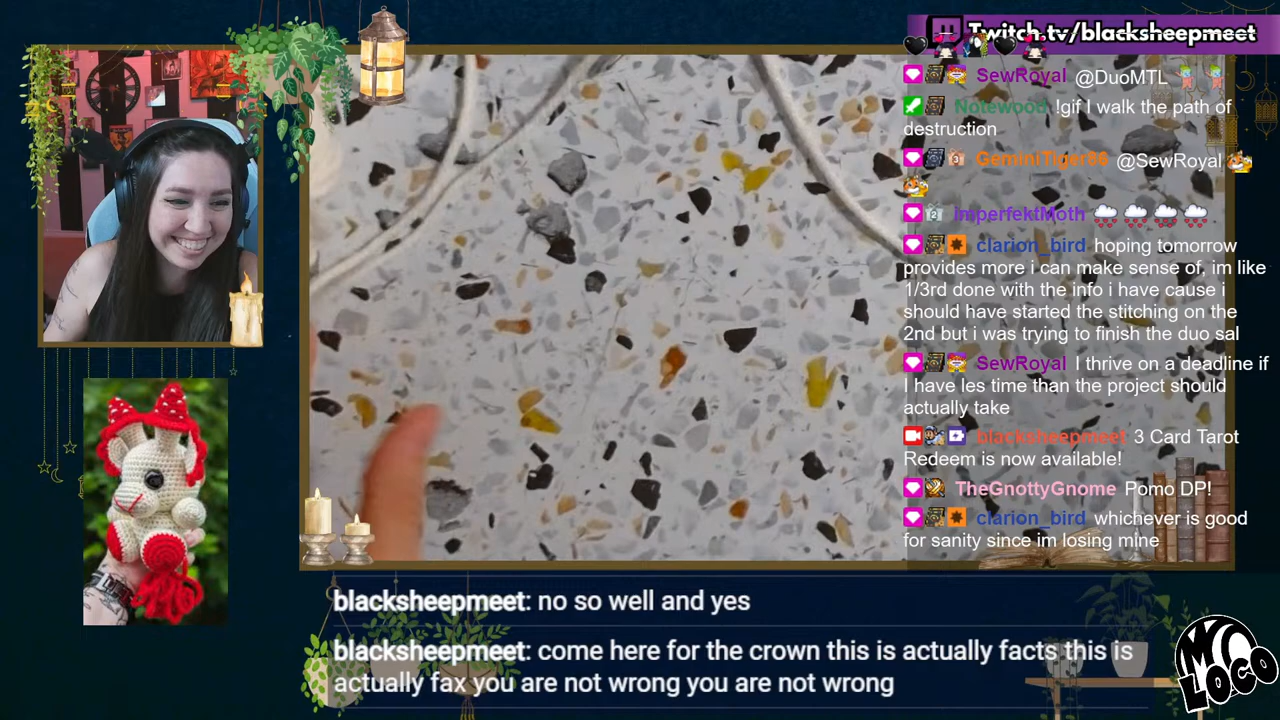 Twitch.tv/blacksheepmeet
SewRoyal @DuoMTL
Notewood !gif I walk the path of
destruction
GeminiTiger86 @SewRoyal
imperfektMoth
clarion_bird hoping tomorrow
provides more i can make sense of, im like
1/3rd done with the info i have cause i
should have started the stitching on the
2nd but i was trying to finish the duo sal
SewRoyal I thrive on a deadline if
I have les time than the project should
actually take
blacksheepmeet 3 Card Tarot
Redeem is now available!
TheGnottyGnome Pomo DP!
clarion_bird whichever is good
for sanity since im losing mine
blacksheepmeet: no so well and yes
blacksheepmeet: come here for the crown this is actually facts this is
actually fax you are not wrong you are not wrong
MC
LOCO